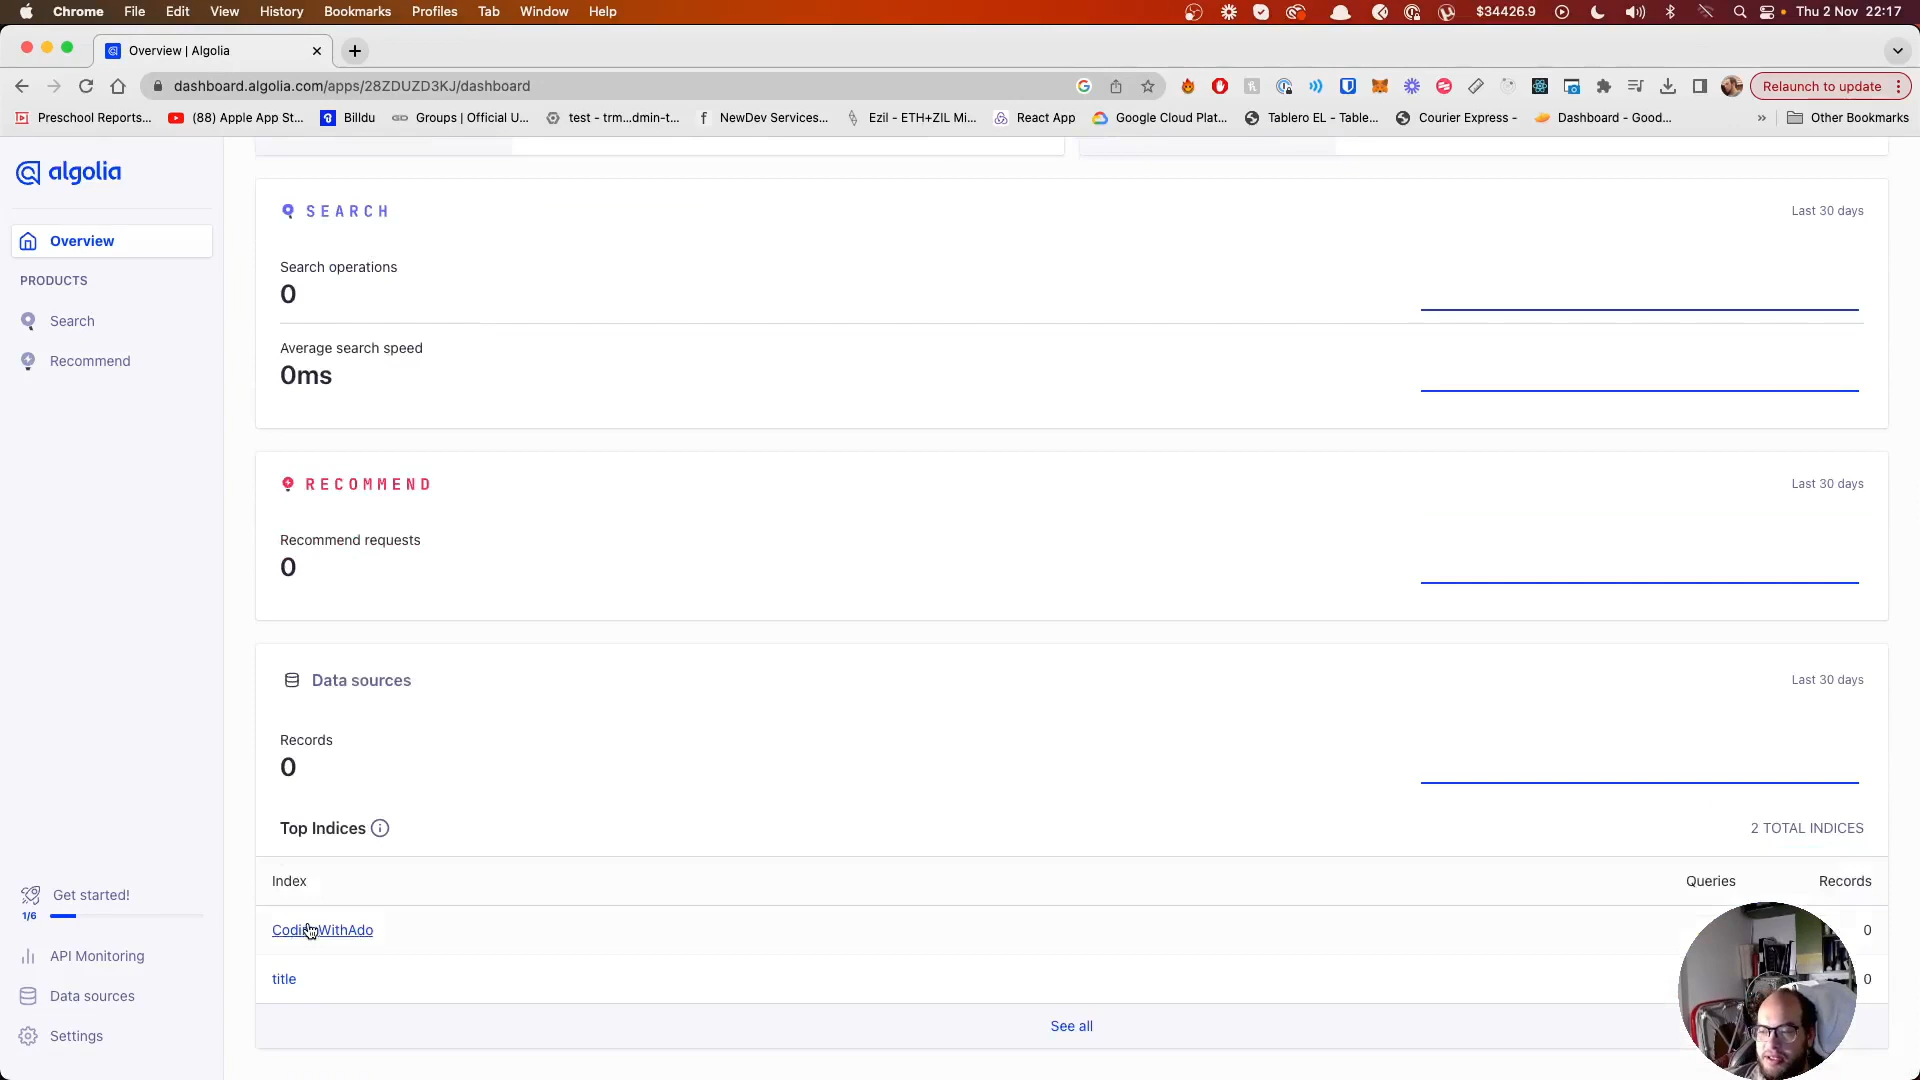 Chrome File Edit View History Bookmarks Profiles Tab Window Help $34426.9 Thu 2 Nov 22:17
Overview | Algolia
dashboard.algolia.com/apps/28ZDUZD3KJ/dashboard Relaunch to update
Preschool Reports... (88) Apple App St... Billdu Groups | Official U... test - trm...dmin-t... NewDev Services... Ezil - ETH+ZIL Mi... React App Google Cloud Plat... Tablero EL - Table... Courier Express - Dashboard - Good... » Other Bookmarks
algolia
Overview
PRODUCTS
Search
Recommend
Get started!
1/6
API Monitoring
Data sources
Settings
SEARCH Last 30 days
Search operations
0
Average search speed
0ms
RECOMMEND Last 30 days
Recommend requests
0
Data sources Last 30 days
Records
0
Top Indices 2 TOTAL INDICES
Index Queries Records
CodingWithAdo 0
title 0
See all